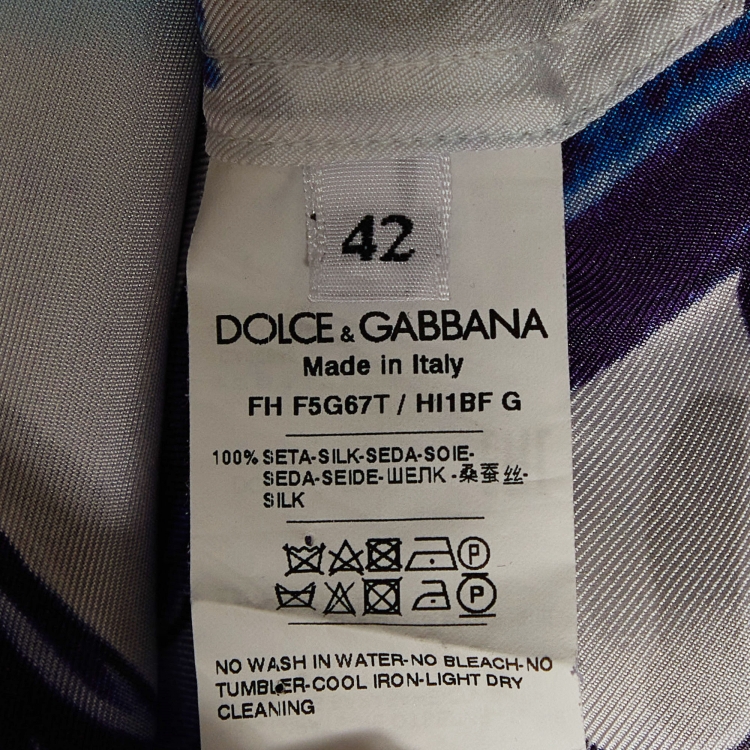 42
DOLCE & GABBANA
Made in Italy
FH F5G67T / HI1BF G
100% SETA-SILK-SEDA-SOIE-
SEDA-SEIDE-ШЕЛК -桑蚕丝-
SILK
P
P
NO WASH IN WATER-NO BLEACH-NO
TUMBLER-COOL IRON-LIGHT DRY
CLEANING